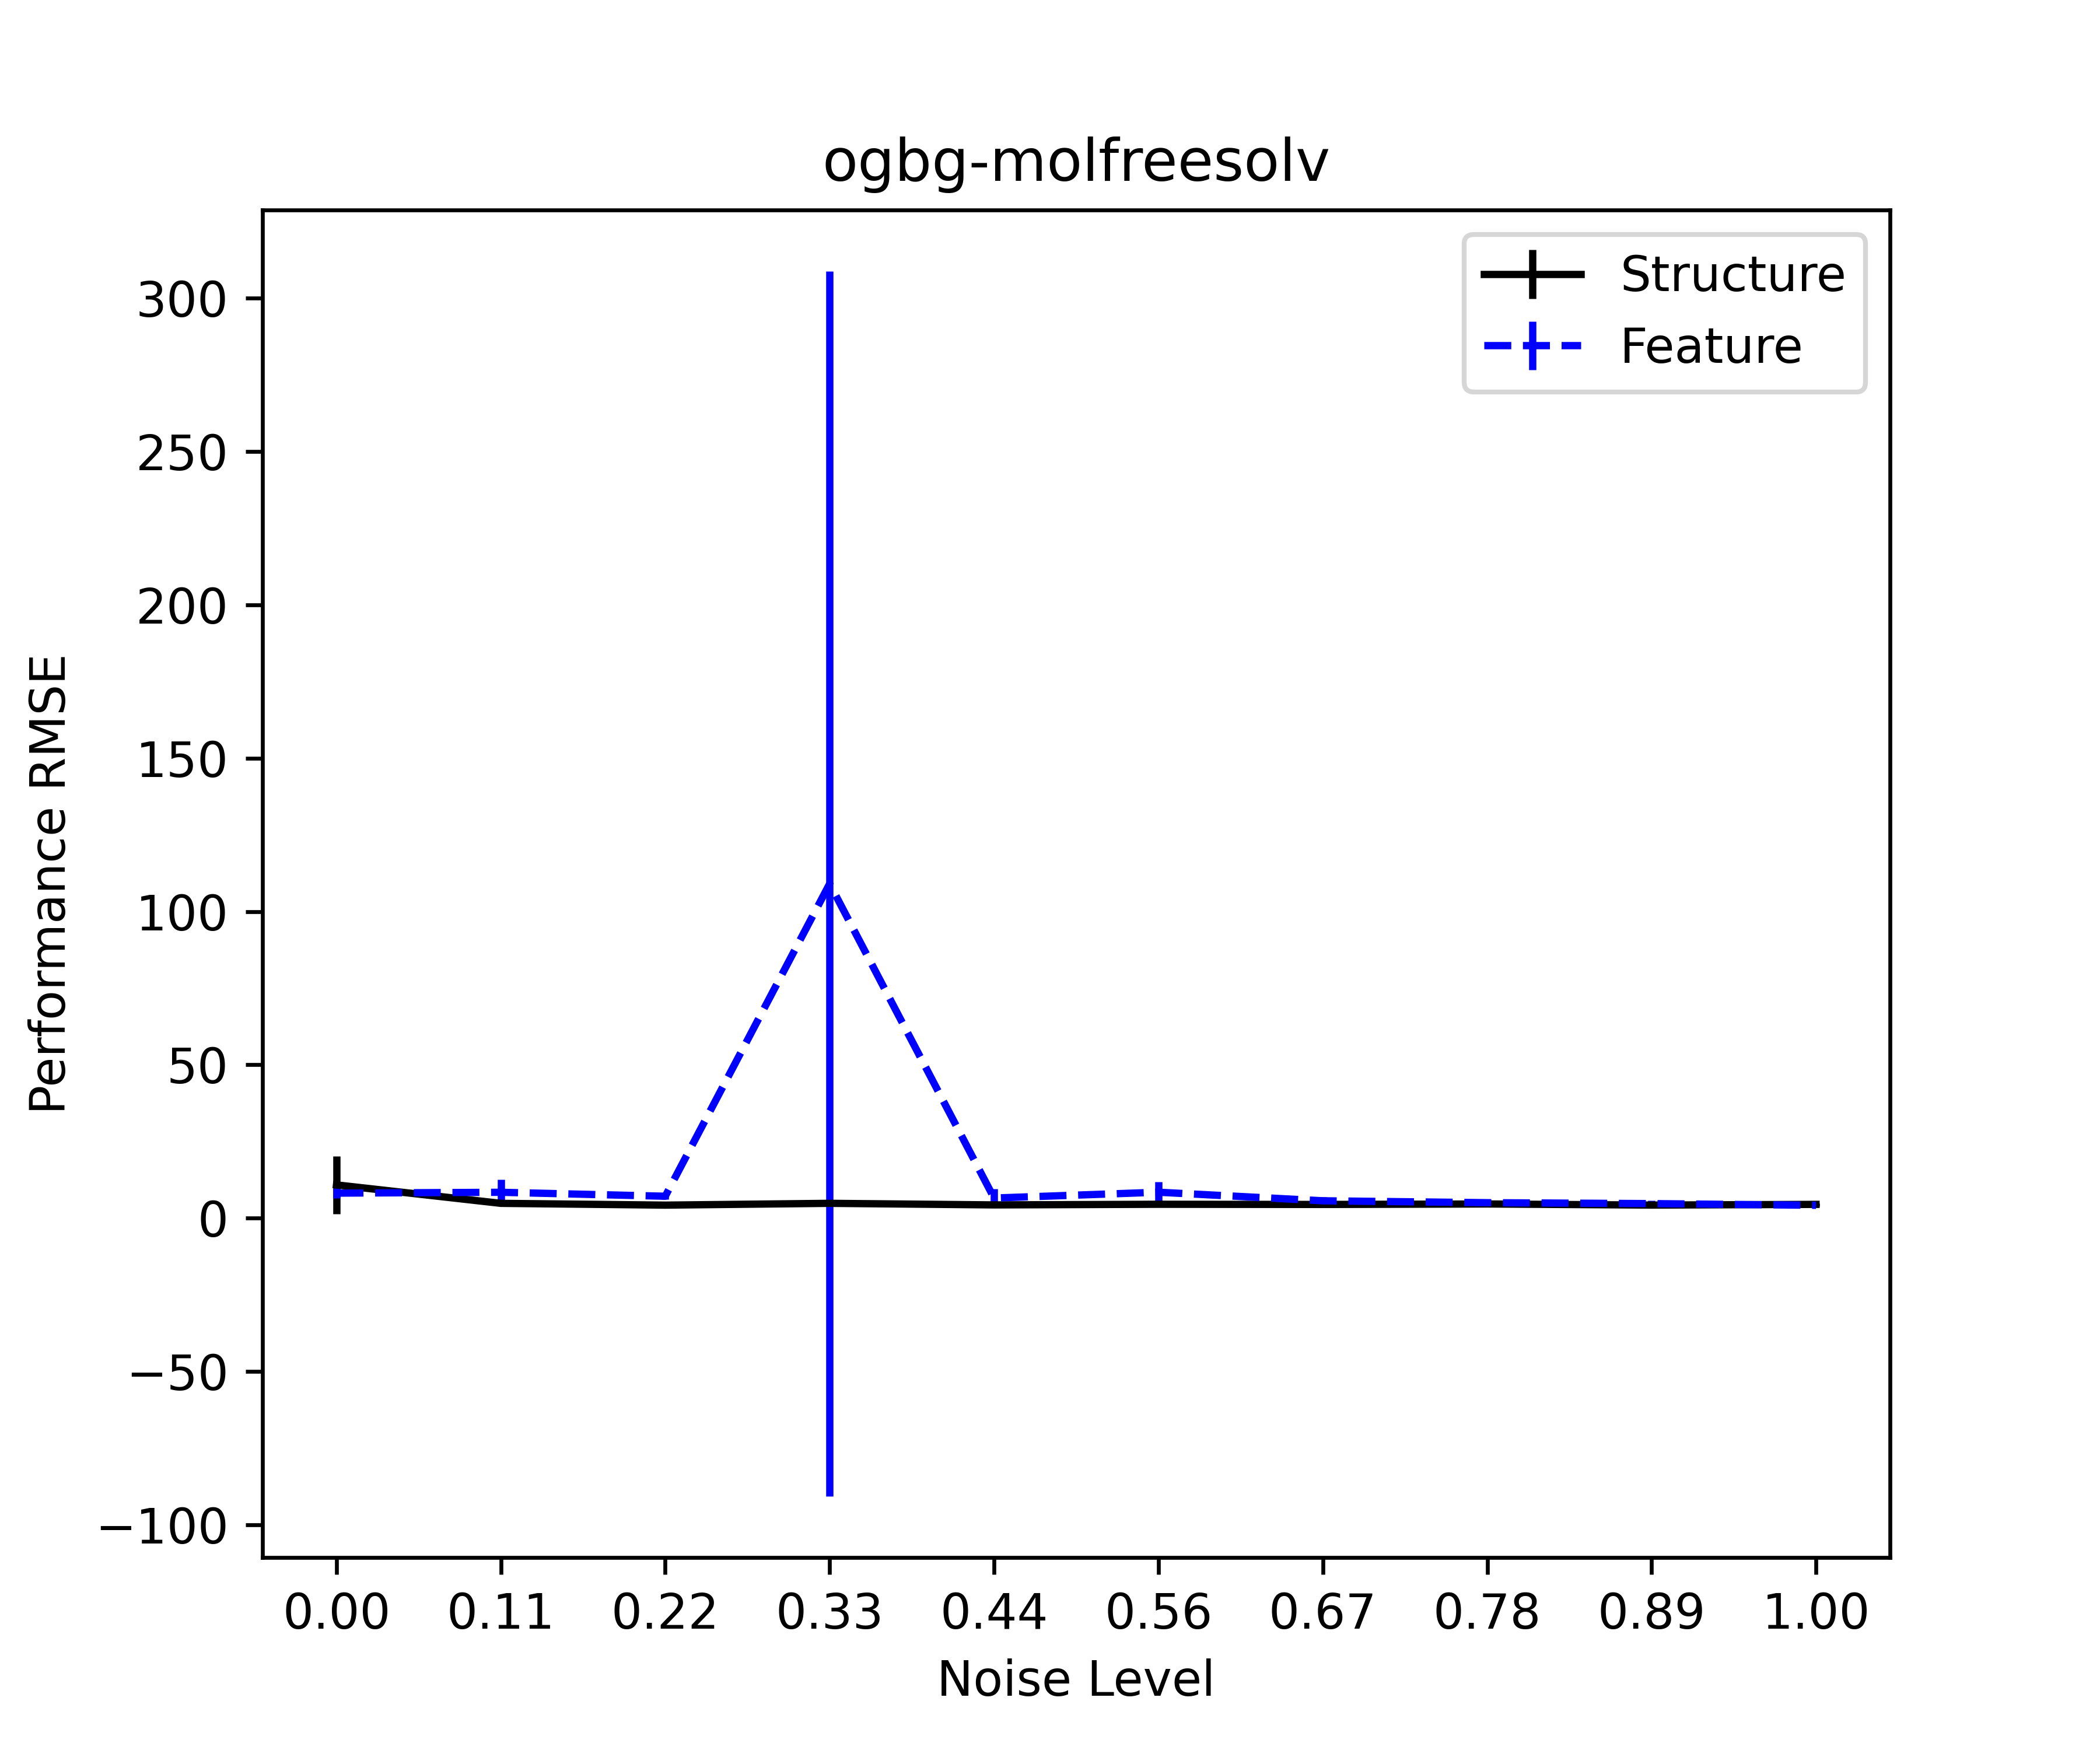 ogbg-molfreesolv
Structure
Feature
Performance RMSE
300
250
200
150
100
50
0
−50
−100
0.00 0.11 0.22 0.33 0.44 0.56 0.67 0.78 0.89 1.00
Noise Level